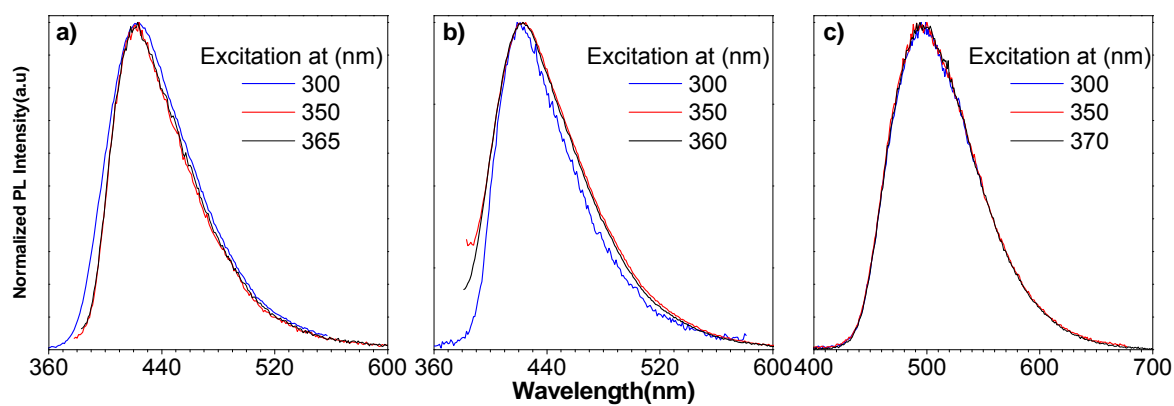 Normalized PL Intensity(a.u)
a)
Excitation at (nm)
300
350
365
360 440 520 600
b)
Excitation at (nm)
300
350
360
360 440 520 600
c)
Excitation at (nm)
300
350
370
400 500 600 700
Wavelength(nm)